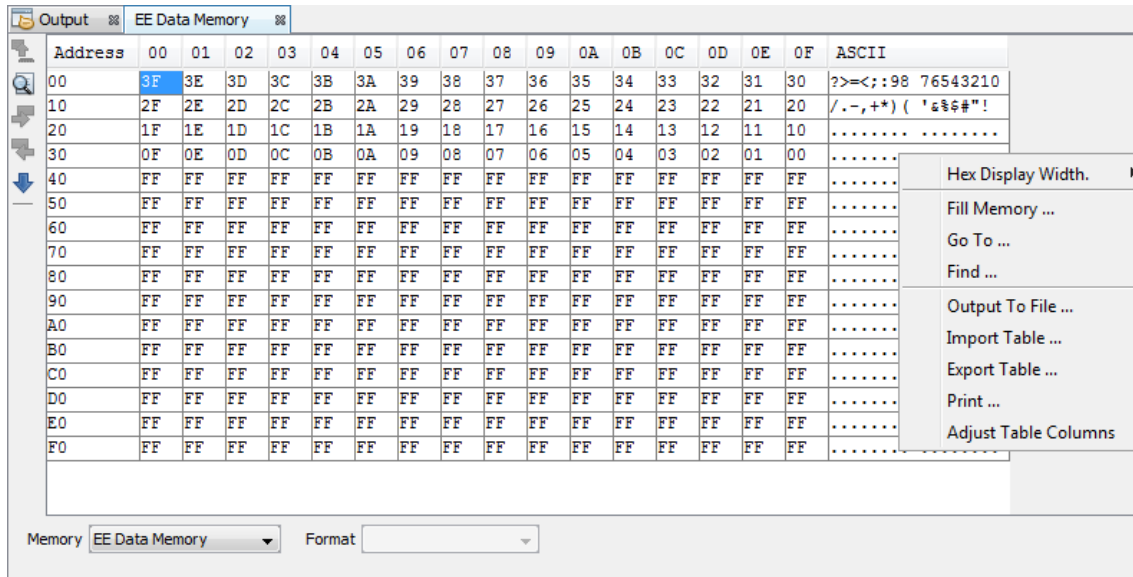 Output EE Data Memory
Address 00 01 02 03 04 05 06 07 08 09 0A 0B 0C 0D 0E 0F ASCII
00 3F 3E 3D 3C 3B 3A 39 38 37 36 35 34 33 32 31 30 ?>=<;:98 76543210
10 2F 2E 2D 2C 2B 2A 29 28 27 26 25 24 23 22 21 20 /.-,+*)( '&%$#"!
20 1F 1E 1D 1C 1B 1A 19 18 17 16 15 14 13 12 11 10 ........ ........
30 0F 0E 0D 0C 0B 0A 09 08 07 06 05 04 03 02 01 00 .......
40 FF FF FF FF FF FF FF FF FF FF FF FF FF FF FF FF .......
50 FF FF FF FF FF FF FF FF FF FF FF FF FF FF FF FF .......
60 FF FF FF FF FF FF FF FF FF FF FF FF FF FF FF FF .......
70 FF FF FF FF FF FF FF FF FF FF FF FF FF FF FF FF .......
80 FF FF FF FF FF FF FF FF FF FF FF FF FF FF FF FF .......
90 FF FF FF FF FF FF FF FF FF FF FF FF FF FF FF FF .......
A0 FF FF FF FF FF FF FF FF FF FF FF FF FF FF FF FF .......
B0 FF FF FF FF FF FF FF FF FF FF FF FF FF FF FF FF .......
C0 FF FF FF FF FF FF FF FF FF FF FF FF FF FF FF FF .......
D0 FF FF FF FF FF FF FF FF FF FF FF FF FF FF FF FF .......
E0 FF FF FF FF FF FF FF FF FF FF FF FF FF FF FF FF .......
F0 FF FF FF FF FF FF FF FF FF FF FF FF FF FF FF FF ........ ........
Hex Display Width.
Fill Memory ...
Go To ...
Find ...
Output To File ...
Import Table ...
Export Table ...
Print ...
Adjust Table Columns
Memory EE Data Memory Format